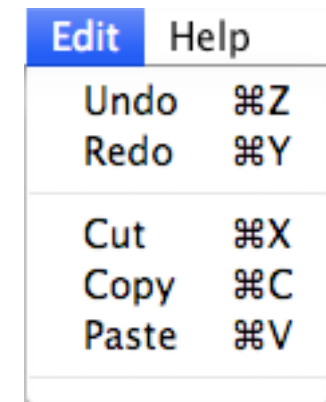 Edit Help
Undo ⌘Z
Redo ⌘Y
Cut ⌘X
Copy ⌘C
Paste ⌘V